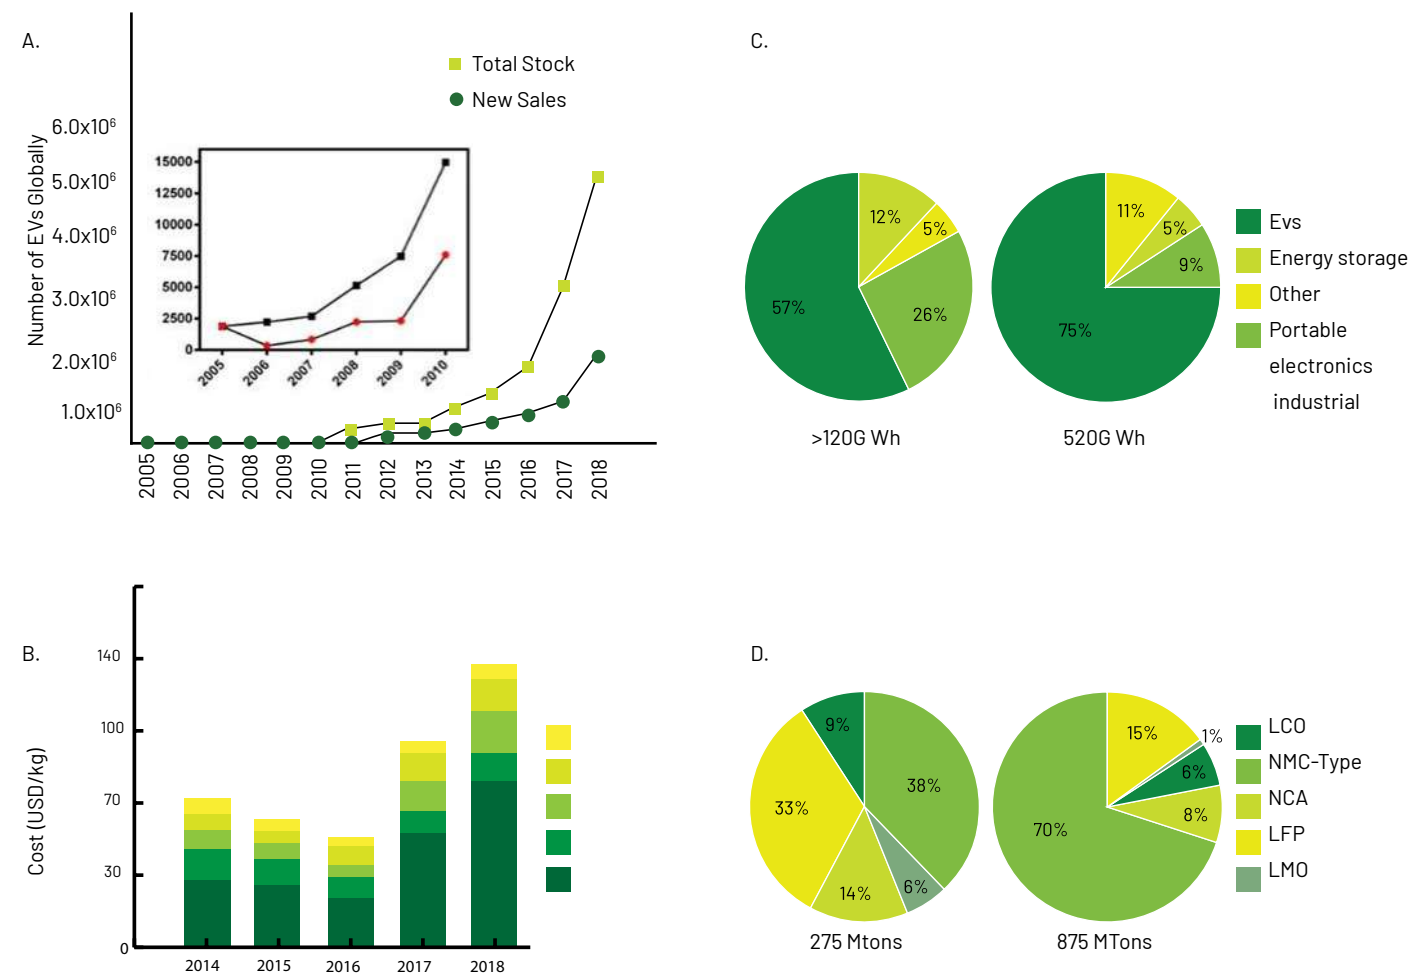 A.
Total Stock
New Sales
Number of EVs Globally
6.0x10⁶
5.0x10⁶
4.0x10⁶
3.0x10⁶
2.0x10⁶
1.0x10⁶
15000
12500
10000
7500
5000
2500
0
2005 2006 2007 2008 2009 2010
2005 2006 2007 2008 2009 2010 2011 2012 2013 2014 2015 2016 2017 2018
C.
12%
5%
26%
57%
>120G Wh
11%
5%
9%
75%
520G Wh
Evs
Energy storage
Other
Portable
electronics
industrial
B.
Cost (USD/kg)
140
100
70
30
0
2014 2015 2016 2017 2018
D.
9%
38%
33%
14%
6%
275 Mtons
15%
1%
6%
8%
70%
875 MTons
LCO
NMC-Type
NCA
LFP
LMO